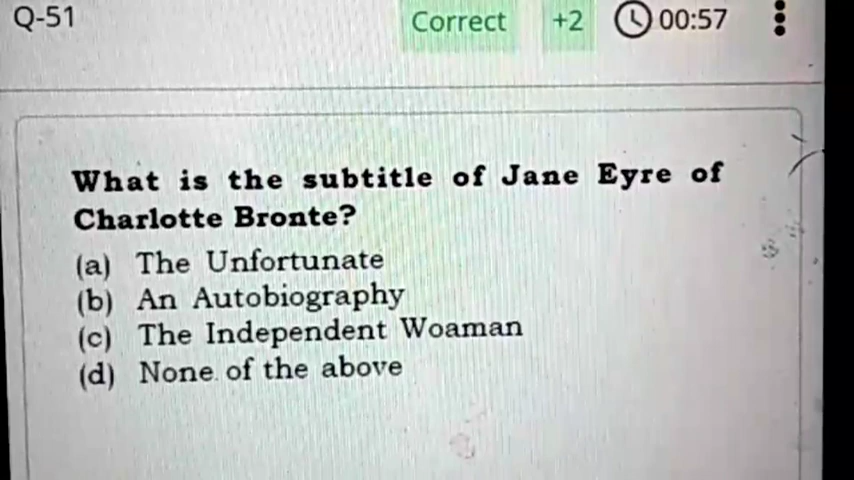 Q-51
Correct +2 00:57
What is the subtitle of Jane Eyre of
Charlotte Bronte?
(a) The Unfortunate
(b) An Autobiography
(c) The Independent Woaman
(d) None of the above